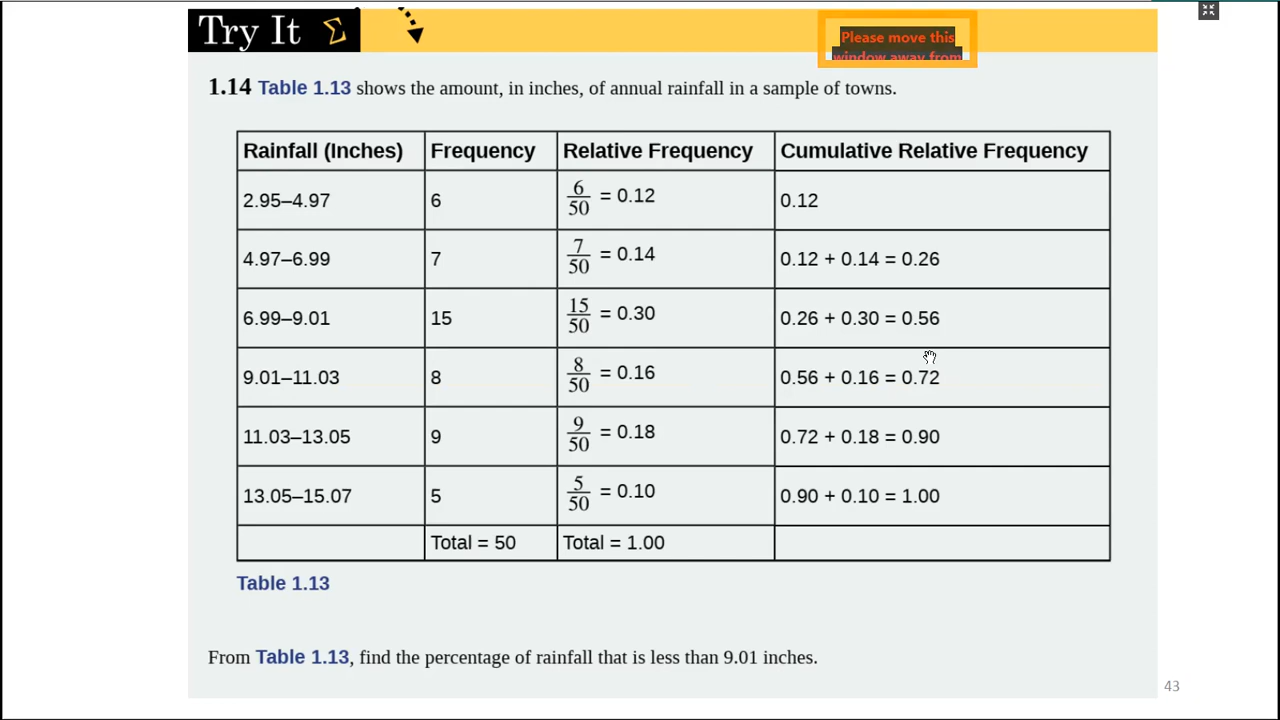 Try It Σ
Please move this
window away from
1.14 Table 1.13 shows the amount, in inches, of annual rainfall in a sample of towns.
Rainfall (Inches) Frequency Relative Frequency Cumulative Relative Frequency
2.95–4.97 6 6/50 = 0.12 0.12
4.97–6.99 7 7/50 = 0.14 0.12 + 0.14 = 0.26
6.99–9.01 15 15/50 = 0.30 0.26 + 0.30 = 0.56
9.01–11.03 8 8/50 = 0.16 0.56 + 0.16 = 0.72
11.03–13.05 9 9/50 = 0.18 0.72 + 0.18 = 0.90
13.05–15.07 5 5/50 = 0.10 0.90 + 0.10 = 1.00
Total = 50 Total = 1.00
Table 1.13
From Table 1.13, find the percentage of rainfall that is less than 9.01 inches.
43